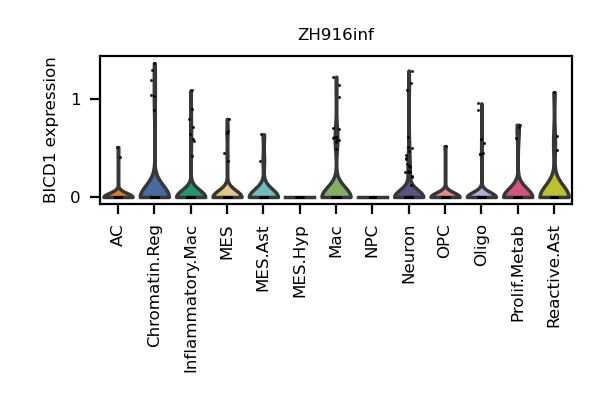 ZH916inf
BICD1 expression
1
0
AC
Chromatin.Reg
Inflammatory.Mac
MES
MES.Ast
MES.Hyp
Mac
NPC
Neuron
OPC
Oligo
Prolif.Metab
Reactive.Ast